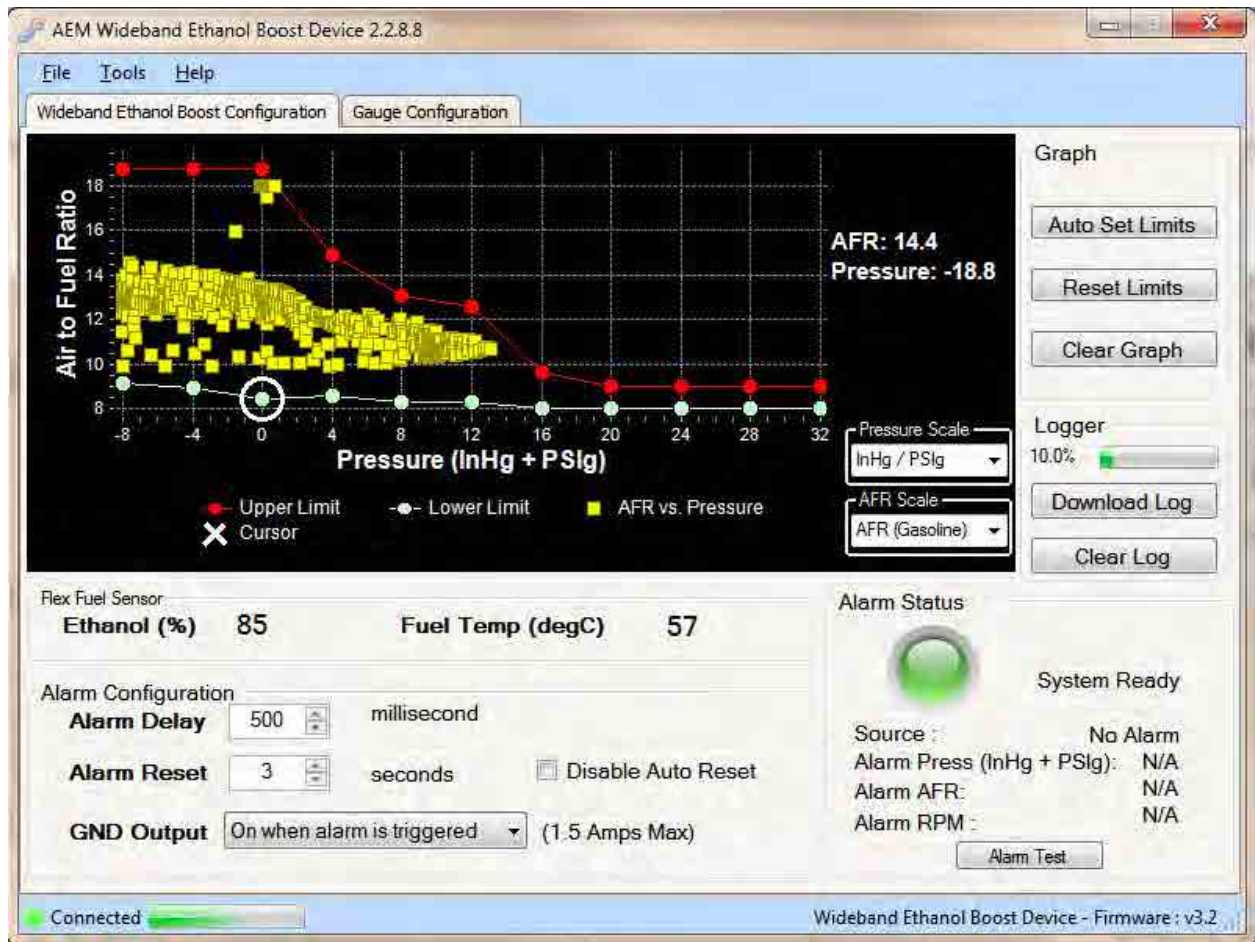 AEM Wideband Ethanol Boost Device 2.2.8.8
File Tools Help
Wideband Ethanol Boost Configuration Gauge Configuration
Graph
Auto Set Limits
Reset Limits
Clear Graph
Air to Fuel Ratio
18
16
14
12
10
8
AFR: 14.4
Pressure: -18.8
-8 -4 0 4 8 12 16 20 24 28 32
Pressure (InHg + PSIg)
Upper Limit Lower Limit AFR vs. Pressure
Cursor
Pressure Scale
InHg / PSIg
AFR Scale
AFR (Gasoline)
Logger
10.0%
Download Log
Clear Log
Flex Fuel Sensor
Ethanol (%) 85 Fuel Temp (degC) 57
Alarm Configuration
Alarm Delay 500 millisecond
Alarm Reset 3 seconds Disable Auto Reset
GND Output On when alarm is triggered (1.5 Amps Max)
Alarm Status
System Ready
Source : No Alarm
Alarm Press (InHg + PSIg): N/A
Alarm AFR: N/A
Alarm RPM : N/A
Alarm Test
Connected Wideband Ethanol Boost Device - Firmware : v3.2